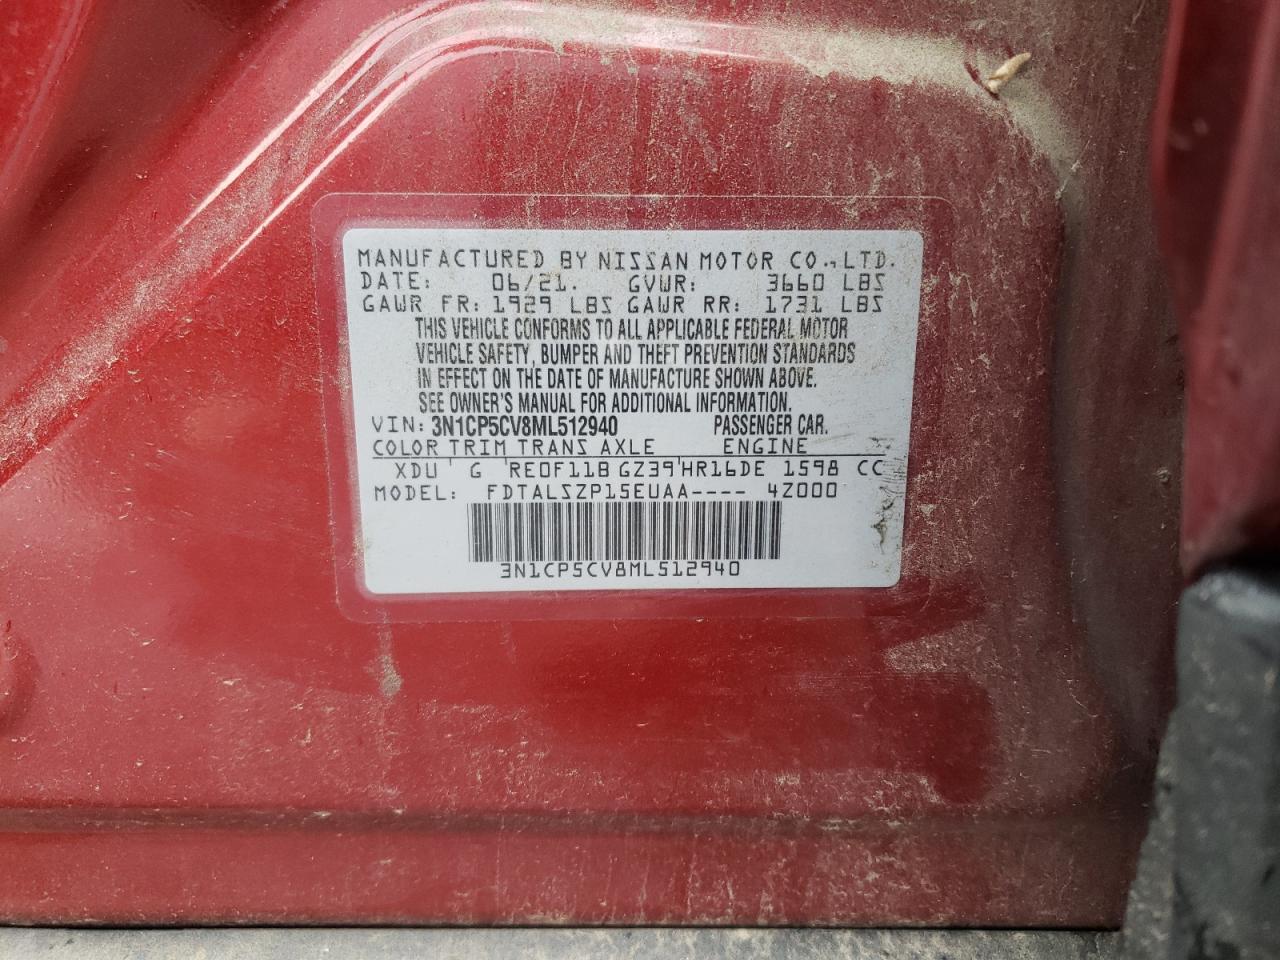 MANUFACTURED BY NISSAN MOTOR CO.,LTD.
DATE: 06/21. GVWR: 3660 LBS
GAWR FR: 1929 LBS GAWR RR: 1731 LBS
THIS VEHICLE CONFORMS TO ALL APPLICABLE FEDERAL MOTOR
VEHICLE SAFETY, BUMPER AND THEFT PREVENTION STANDARDS
IN EFFECT ON THE DATE OF MANUFACTURE SHOWN ABOVE.
SEE OWNER'S MANUAL FOR ADDITIONAL INFORMATION.
VIN: 3N1CP5CV8ML512940 PASSENGER CAR.
COLOR TRIM TRANS AXLE ENGINE
XDU G RE0F11B GZ39 HR16DE 1598 CC
MODEL: FDTALSZP15EUAA---- 4Z000
3N1CP5CV8ML512940